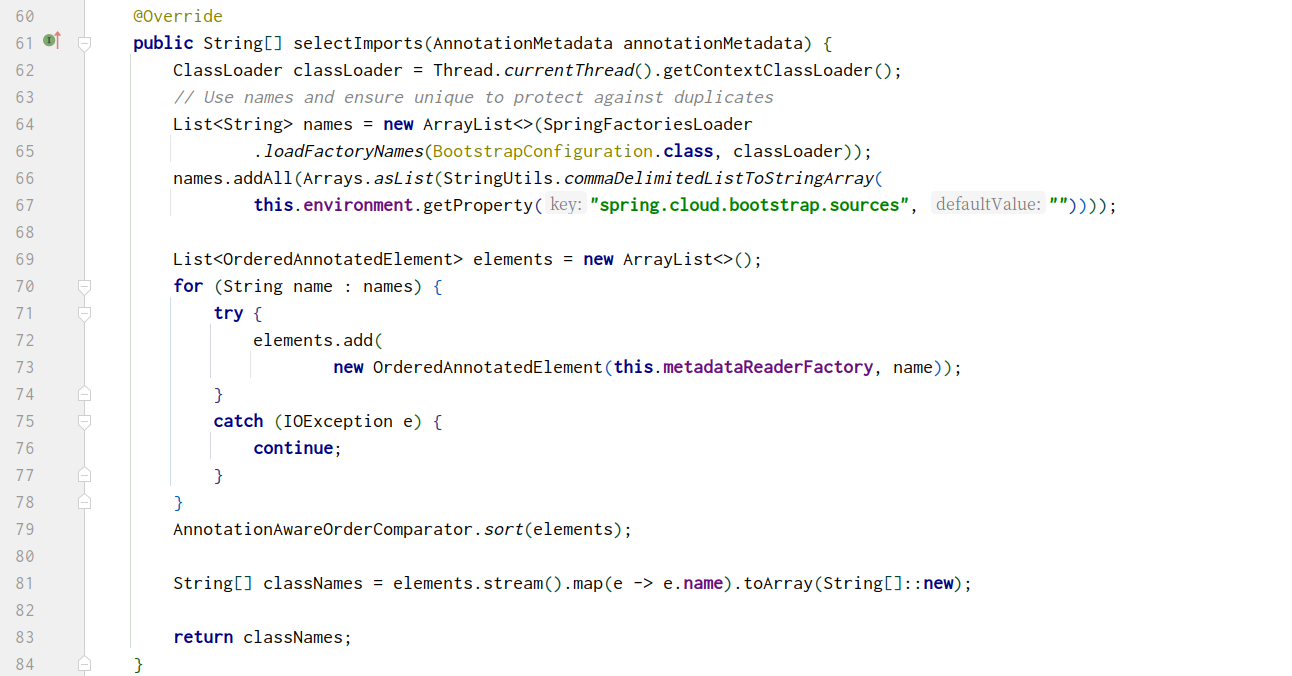 60 @Override
61 public String[] selectImports(AnnotationMetadata annotationMetadata) {
62 ClassLoader classLoader = Thread.currentThread().getContextClassLoader();
63 // Use names and ensure unique to protect against duplicates
64 List<String> names = new ArrayList<>(SpringFactoriesLoader
65 .loadFactoryNames(BootstrapConfiguration.class, classLoader));
66 names.addAll(Arrays.asList(StringUtils.commaDelimitedListToStringArray(
67 this.environment.getProperty( key: "spring.cloud.bootstrap.sources", defaultValue: ""))));
68
69 List<OrderedAnnotatedElement> elements = new ArrayList<>();
70 for (String name : names) {
71 try {
72 elements.add(
73 new OrderedAnnotatedElement(this.metadataReaderFactory, name));
74 }
75 catch (IOException e) {
76 continue;
77 }
78 }
79 AnnotationAwareOrderComparator.sort(elements);
80
81 String[] classNames = elements.stream().map(e -> e.name).toArray(String[]::new);
82
83 return classNames;
84 }